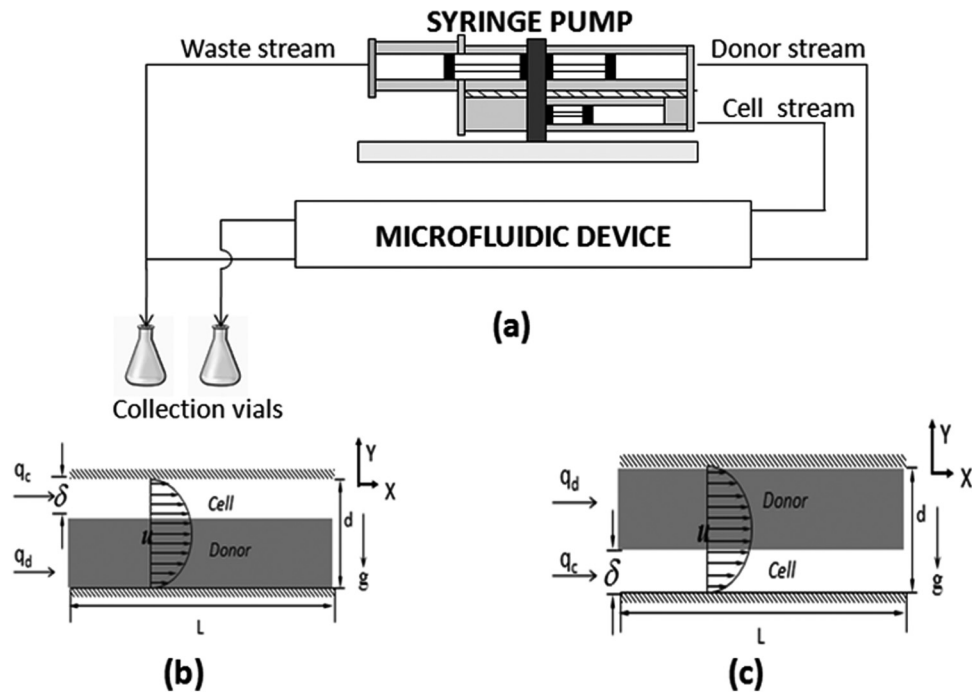 SYRINGE PUMP
Waste stream
Donor stream
Cell stream
MICROFLUIDIC DEVICE
(a)
Collection vials
q_c
δ
Cell
u
q_d
Donor
d
Y
X
g
L
(b)
q_d
Donor
u
q_c
δ
Cell
d
Y
X
g
L
(c)